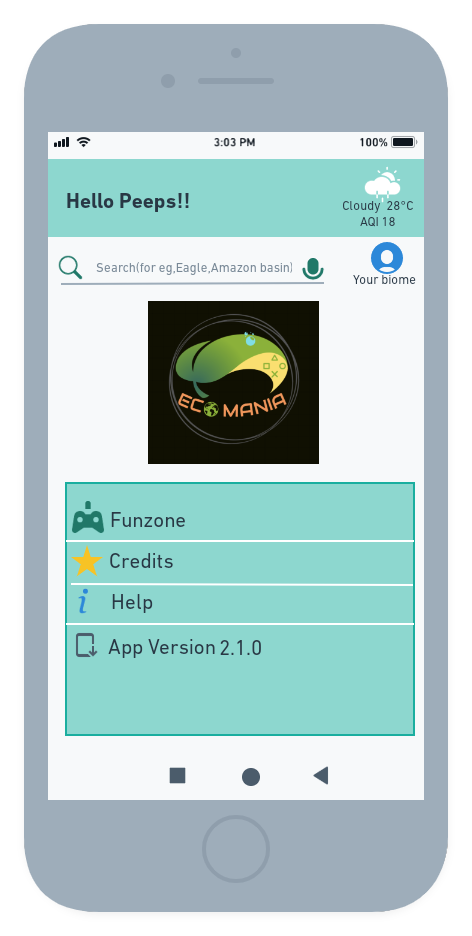 3:03 PM 100%
Hello Peeps!!
Cloudy 28°C
AQI 18
Search(for eg,Eagle,Amazon basin)
Your biome
ECO MANIA
Funzone
Credits
Help
App Version 2.1.0